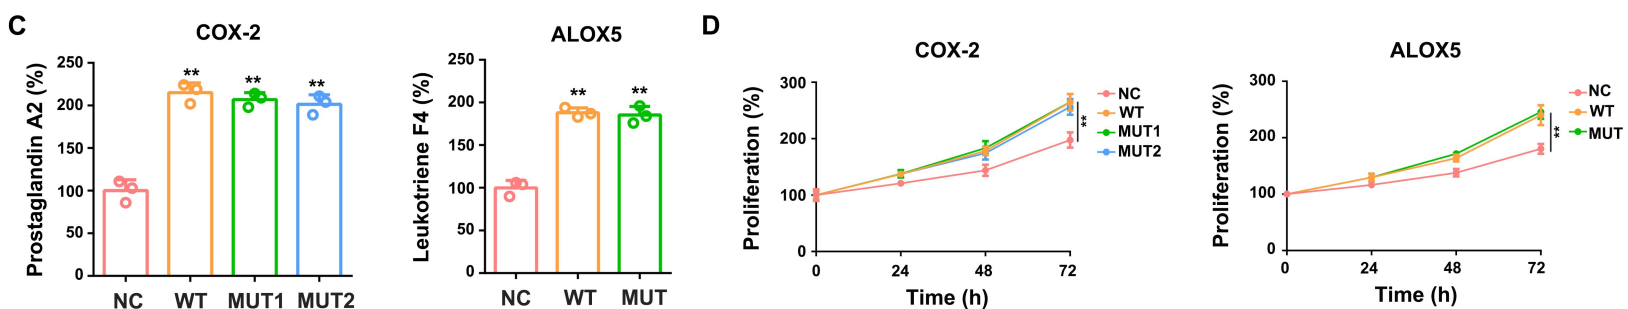 C
COX-2
Prostaglandin A2 (%)
250
200
150
100
50
0
** ** **
NC WT MUT1 MUT2
ALOX5
Leukotriene F4 (%)
250
200
150
100
50
0
** **
NC WT MUT
D
COX-2
Proliferation (%)
300
200
100
0
0 24 48 72
Time (h)
**
NC
WT
MUT1
MUT2
ALOX5
Proliferation (%)
300
200
100
0
0 24 48 72
Time (h)
**
NC
WT
MUT